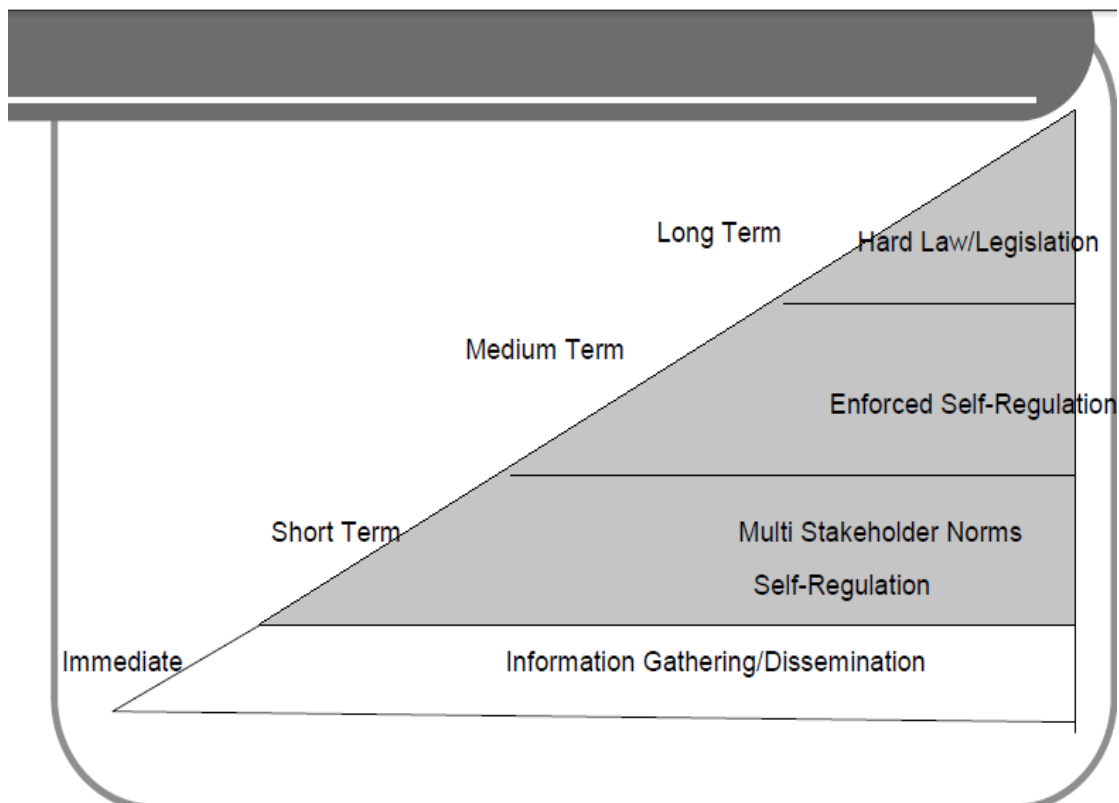 Long Term
Hard Law/Legislation
Medium Term
Enforced Self-Regulation
Short Term
Multi Stakeholder Norms
Self-Regulation
Immediate
Information Gathering/Dissemination